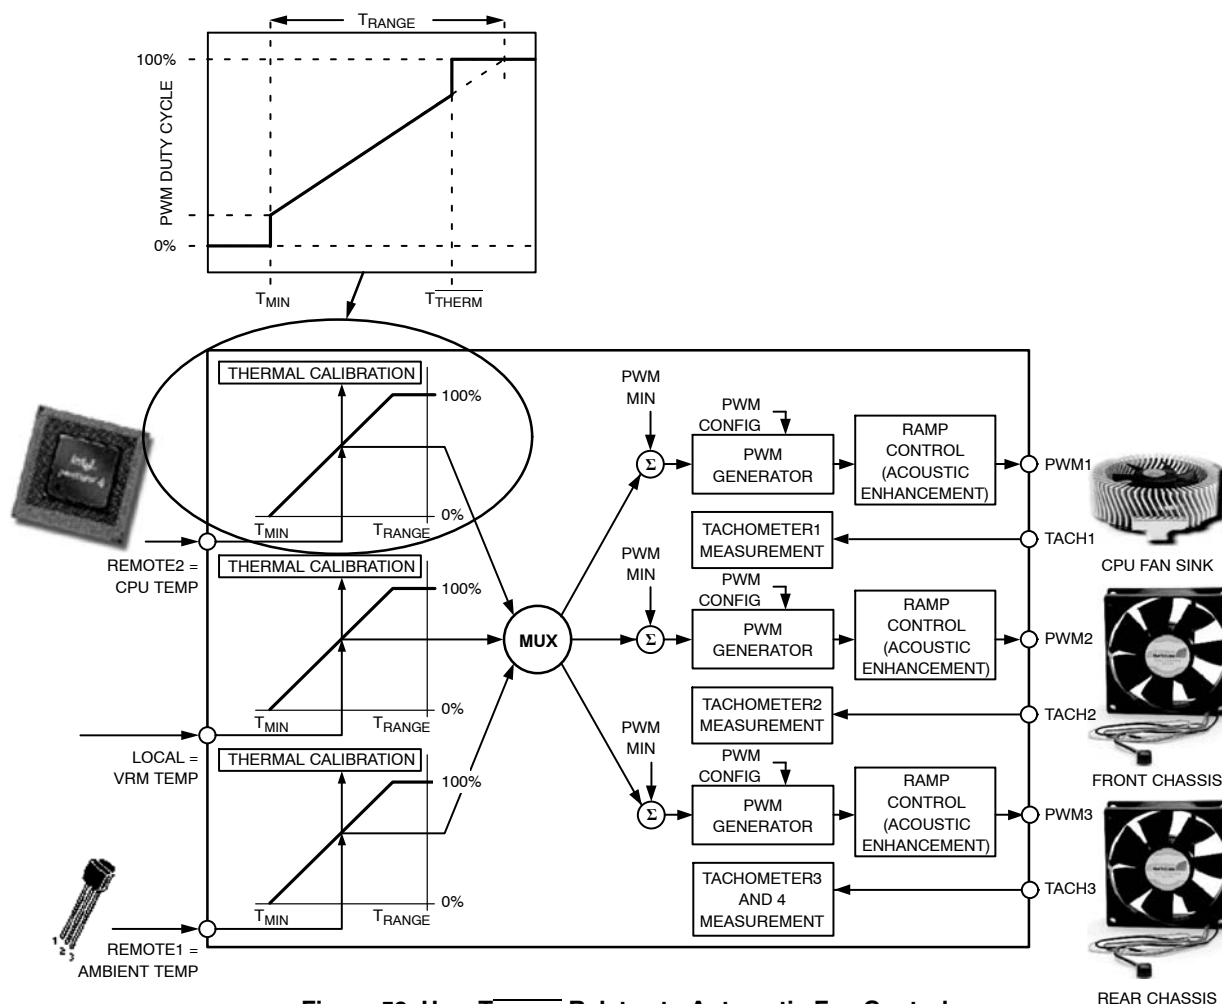 TRANGE
100%
PWM DUTY CYCLE
0%
TMIN
TTHERM
THERMAL CALIBRATION
100%
TMIN
TRANGE
0%
REMOTE2 =
CPU TEMP
THERMAL CALIBRATION
100%
TMIN
TRANGE
0%
LOCAL =
VRM TEMP
THERMAL CALIBRATION
100%
TMIN
TRANGE
0%
REMOTE1 =
AMBIENT TEMP
1
2
3
MUX
PWM
MIN
Σ
PWM
CONFIG
PWM
GENERATOR
RAMP
CONTROL
(ACOUSTIC
ENHANCEMENT)
PWM1
TACHOMETER1
MEASUREMENT
TACH1
CPU FAN SINK
PWM
MIN
Σ
PWM
CONFIG
PWM
GENERATOR
RAMP
CONTROL
(ACOUSTIC
ENHANCEMENT)
PWM2
TACHOMETER2
MEASUREMENT
TACH2
FRONT CHASSIS
PWM
MIN
Σ
PWM
CONFIG
PWM
GENERATOR
RAMP
CONTROL
(ACOUSTIC
ENHANCEMENT)
PWM3
TACHOMETER3
AND 4
MEASUREMENT
TACH3
REAR CHASSIS